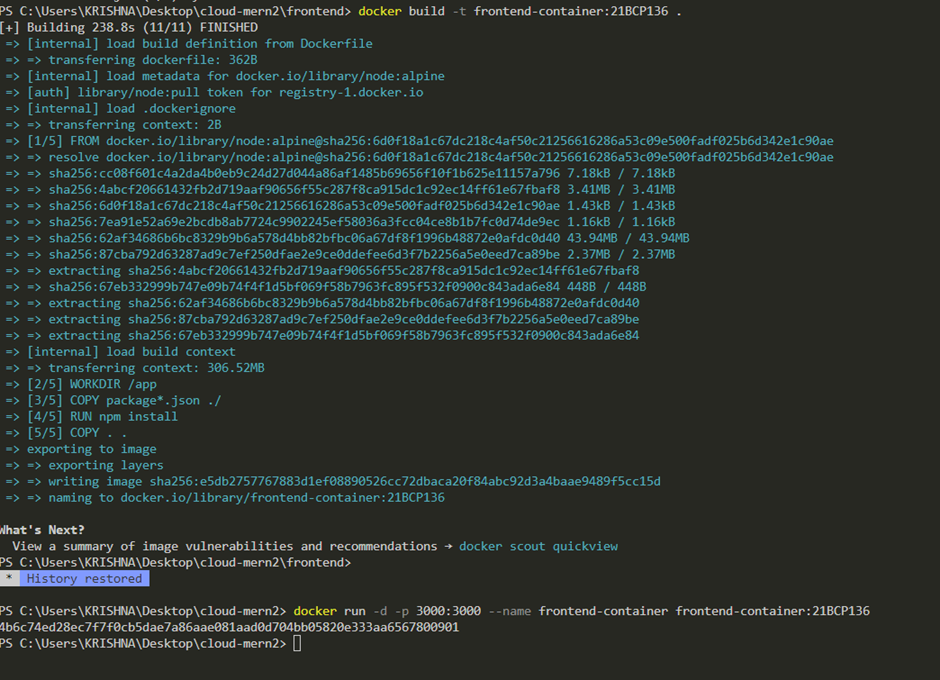 PS C:\Users\KRISHNA\Desktop\cloud-mern2\frontend> docker build -t frontend-container:21BCP136 .
[+] Building 238.8s (11/11) FINISHED
=> [internal] load build definition from Dockerfile
=> => transferring dockerfile: 362B
=> [internal] load metadata for docker.io/library/node:alpine
=> [auth] library/node:pull token for registry-1.docker.io
=> [internal] load .dockerignore
=> => transferring context: 2B
=> [1/5] FROM docker.io/library/node:alpine@sha256:6d0f18a1c67dc218c4af50c21256616286a53c09e500fadf025b6d342e1c90ae
=> => resolve docker.io/library/node:alpine@sha256:6d0f18a1c67dc218c4af50c21256616286a53c09e500fadf025b6d342e1c90ae
=> => sha256:cc08f601c4a2da4b0eb9c24d27d044a86af1485b69656f10f1b625e11157a796 7.18kB / 7.18kB
=> => sha256:4abcf20661432fb2d719aaf90656f55c287f8ca915dc1c92ec14ff61e67fbaf8 3.41MB / 3.41MB
=> => sha256:6d0f18a1c67dc218c4af50c21256616286a53c09e500fadf025b6d342e1c90ae 1.43kB / 1.43kB
=> => sha256:7ea91e52a69e2bcdb8ab7724c9902245ef58036a3fcc04ce8b1b7fc0d74de9ec 1.16kB / 1.16kB
=> => sha256:62af34686b6bc8329b9b6a578d4bb82bfbc06a67df8f1996b48872e0afdc0d40 43.94MB / 43.94MB
=> => sha256:87cba792d63287ad9c7ef250dfae2e9ce0ddefee6d3f7b2256a5e0eed7ca89be 2.37MB / 2.37MB
=> => extracting sha256:4abcf20661432fb2d719aaf90656f55c287f8ca915dc1c92ec14ff61e67fbaf8
=> => sha256:67eb332999b747e09b74f4f1d5bf069f58b7963fc895f532f0900c843ada6e84 448B / 448B
=> => extracting sha256:62af34686b6bc8329b9b6a578d4bb82bfbc06a67df8f1996b48872e0afdc0d40
=> => extracting sha256:87cba792d63287ad9c7ef250dfae2e9ce0ddefee6d3f7b2256a5e0eed7ca89be
=> => extracting sha256:67eb332999b747e09b74f4f1d5bf069f58b7963fc895f532f0900c843ada6e84
=> [internal] load build context
=> => transferring context: 306.52MB
=> [2/5] WORKDIR /app
=> [3/5] COPY package*.json ./
=> [4/5] RUN npm install
=> [5/5] COPY . .
=> exporting to image
=> => exporting layers
=> => writing image sha256:e5db2757767883d1ef08890526cc72dbaca20f84abc92d3a4baae9489f5cc15d
=> => naming to docker.io/library/frontend-container:21BCP136
What's Next?
View a summary of image vulnerabilities and recommendations → docker scout quickview
PS C:\Users\KRISHNA\Desktop\cloud-mern2\frontend>
* History restored
PS C:\Users\KRISHNA\Desktop\cloud-mern2> docker run -d -p 3000:3000 --name frontend-container frontend-container:21BCP136
4b6c74ed28ec7f7f0cb5dae7a86aae081aad0d704bb05820e333aa6567800901
PS C:\Users\KRISHNA\Desktop\cloud-mern2>